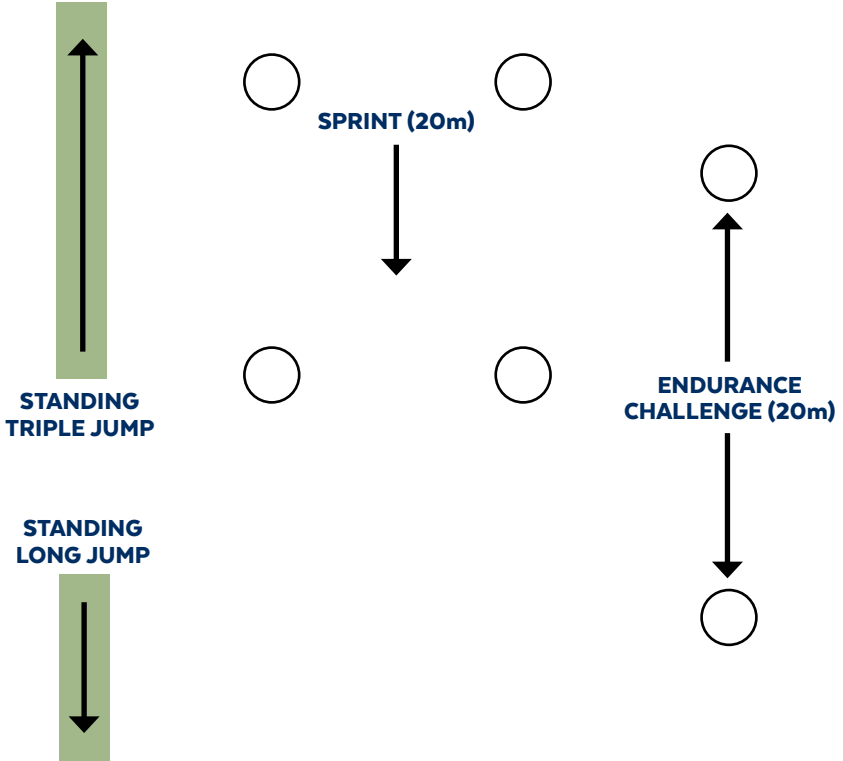 SPRINT (20m)
STANDING
TRIPLE JUMP
ENDURANCE
CHALLENGE (20m)
STANDING
LONG JUMP